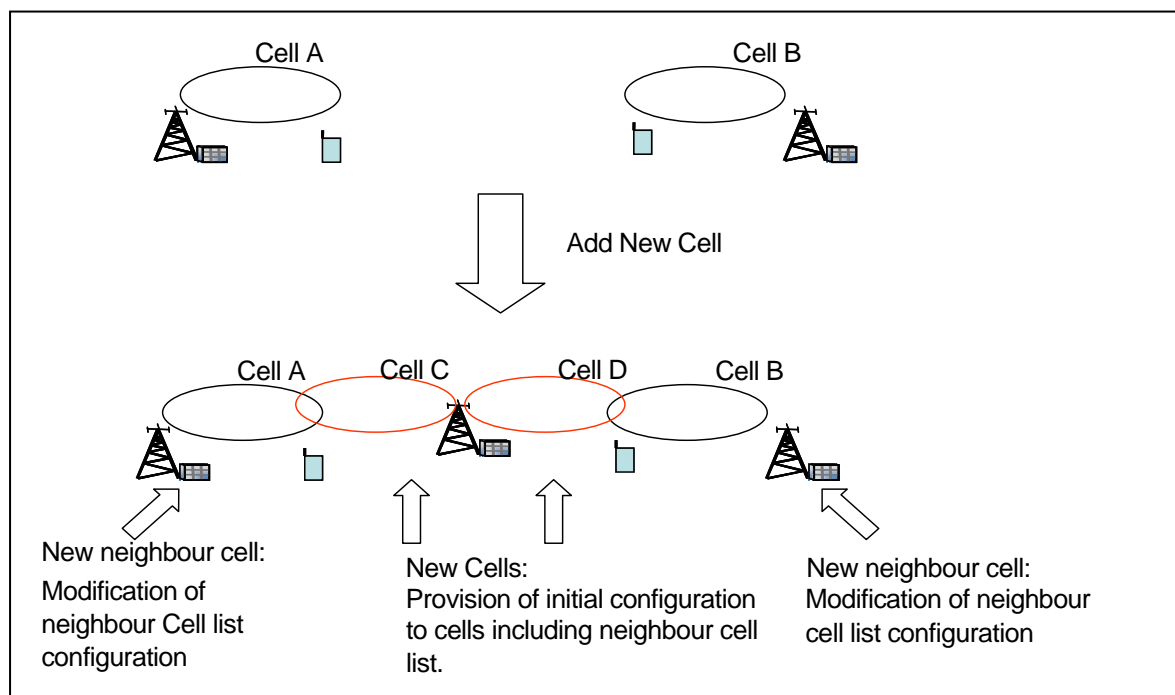 Cell A
Cell B
Add New Cell
Cell A
Cell C
Cell D
Cell B
New neighbour cell:
Modification of
neighbour Cell list
configuration
New Cells:
Provision of initial configuration
to cells including neighbour cell
list.
New neighbour cell:
Modification of neighbour
cell list configuration